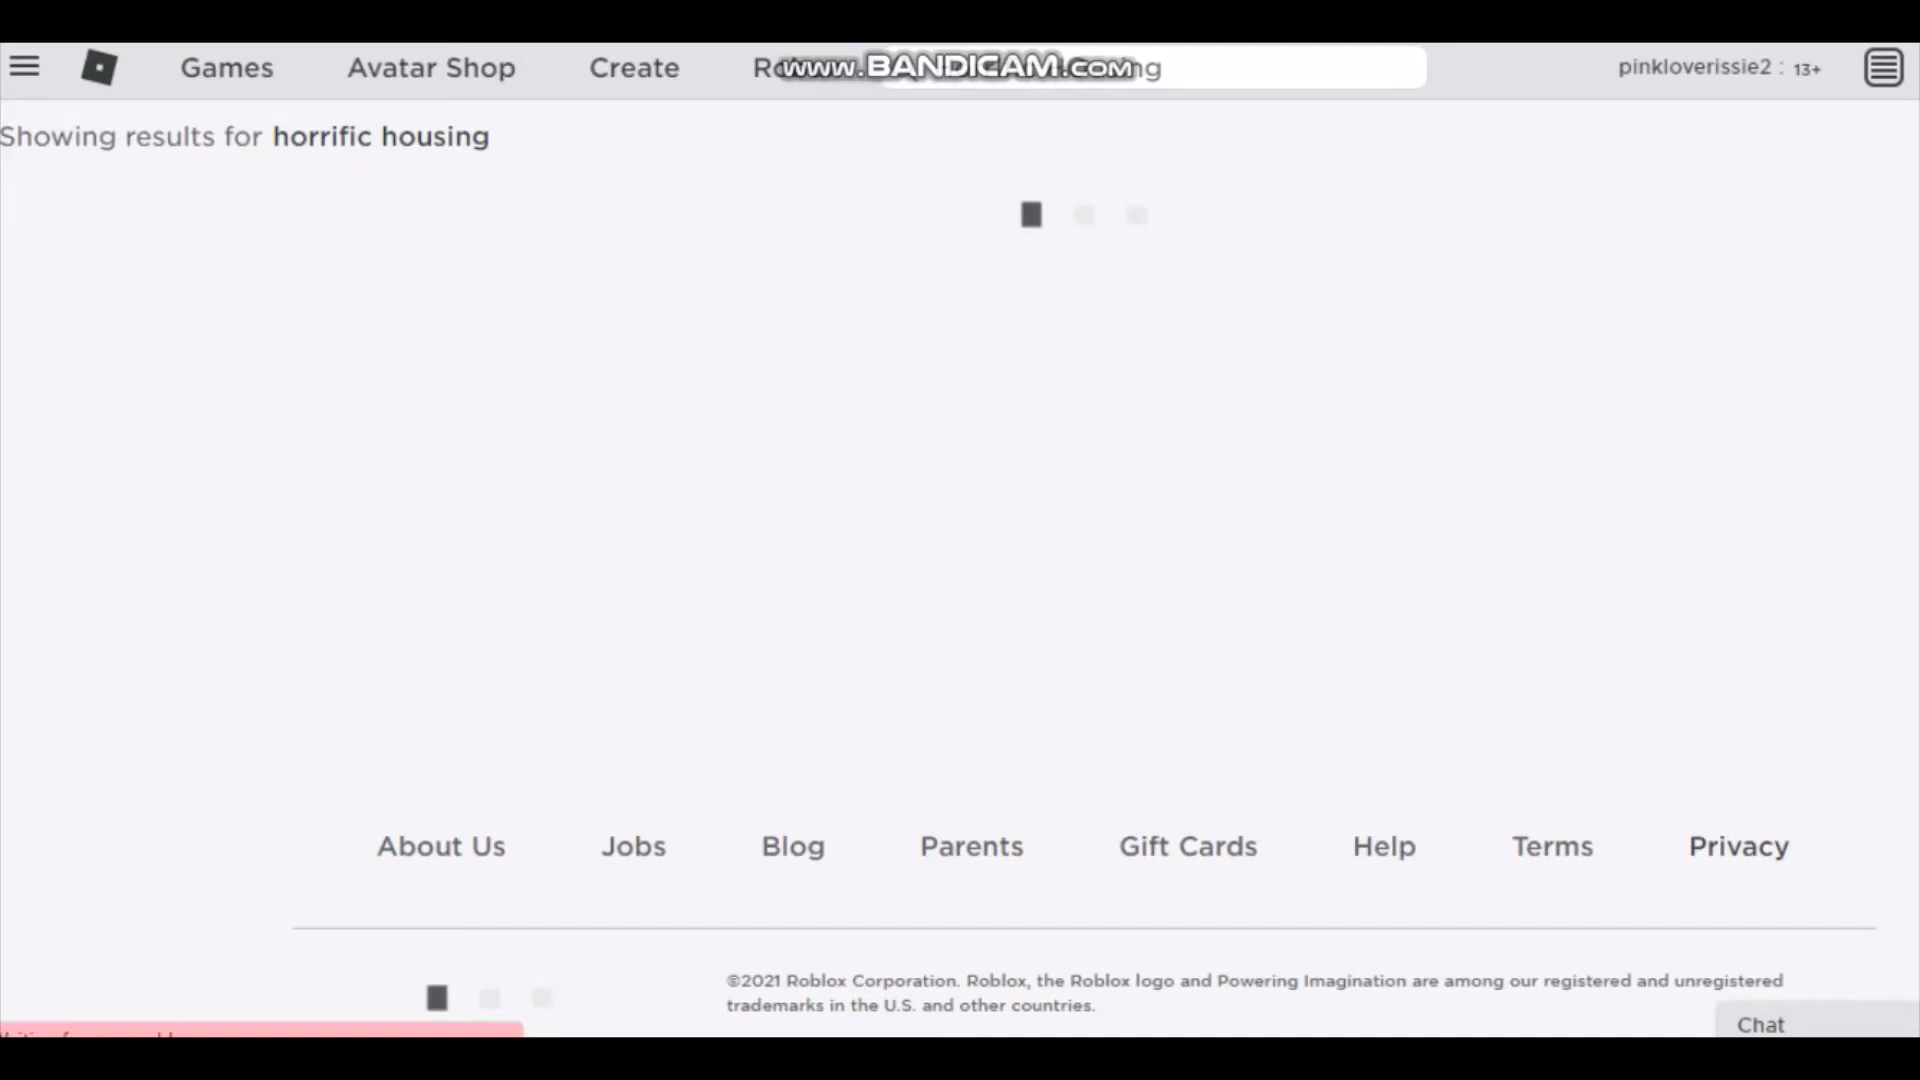 Games Avatar Shop Create www.BANDICAM.com pinkloverissie2 : 13+
Showing results for horrific housing
About Us Jobs Blog Parents Gift Cards Help Terms Privacy
©2021 Roblox Corporation. Roblox, the Roblox logo and Powering Imagination are among our registered and unregistered
trademarks in the U.S. and other countries.
Chat